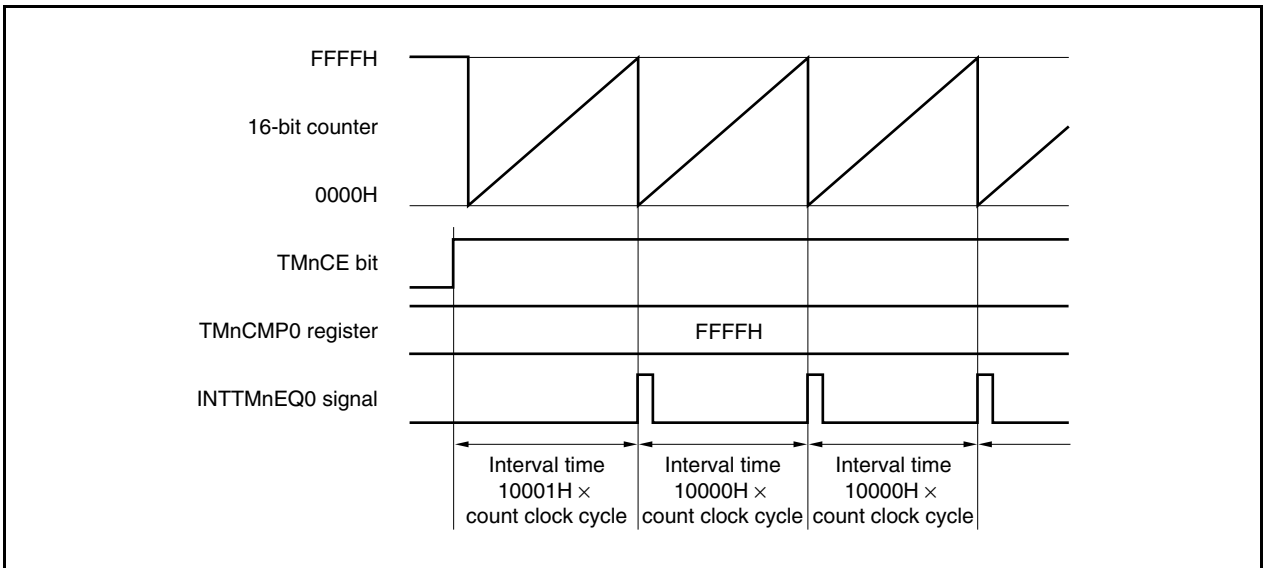 FFFFH
16-bit counter
0000H
TMnCE bit
TMnCMP0 register
FFFFH
INTTMnEQ0 signal
Interval time
10001H ×
count clock cycle
Interval time
10000H ×
count clock cycle
Interval time
10000H ×
count clock cycle